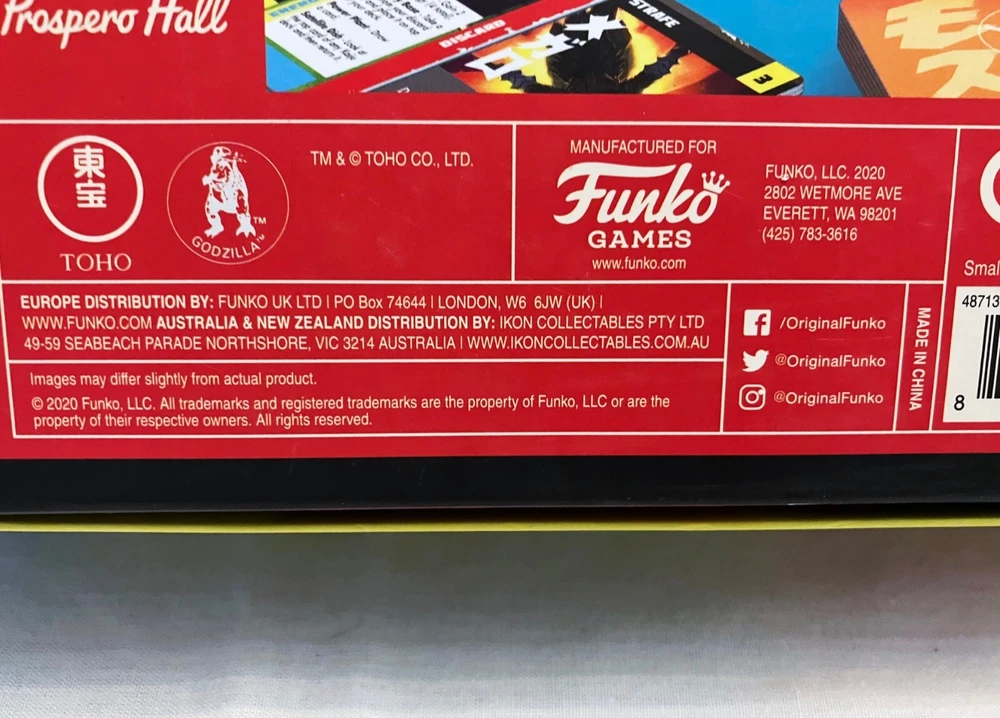 Prospero Hall
DISCARD
STRAFE
3
モ
ス
東
宝
TOHO
GODZILLA™
TM
TM & © TOHO CO., LTD.
MANUFACTURED FOR
Funko
GAMES
www.funko.com
FUNKO, LLC. 2020
2802 WETMORE AVE
EVERETT, WA 98201
(425) 783-3616
EUROPE DISTRIBUTION BY: FUNKO UK LTD | PO Box 74644 | LONDON, W6 6JW (UK) |
WWW.FUNKO.COM AUSTRALIA & NEW ZEALAND DISTRIBUTION BY: IKON COLLECTABLES PTY LTD
49-59 SEABEACH PARADE NORTHSHORE, VIC 3214 AUSTRALIA | WWW.IKONCOLLECTABLES.COM.AU
Images may differ slightly from actual product.
© 2020 Funko, LLC. All trademarks and registered trademarks are the property of Funko, LLC or are the
property of their respective owners. All rights reserved.
/OriginalFunko
@OriginalFunko
@OriginalFunko
MADE IN CHINA
48713
8